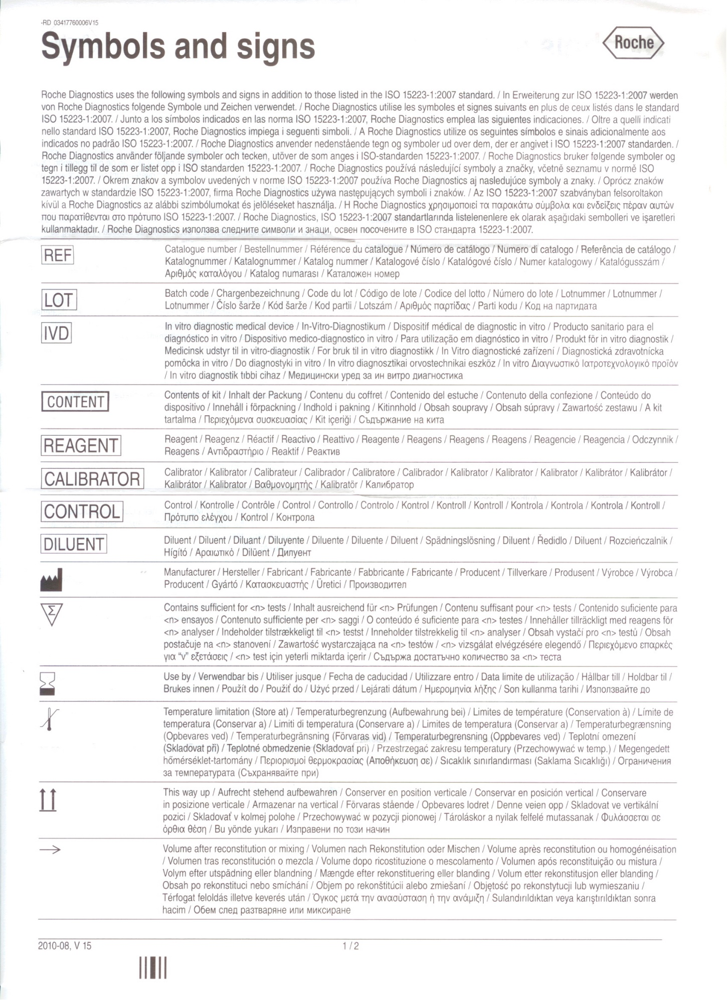 -RD 03417760006V15
Symbols and signs
Roche
Roche Diagnostics uses the following symbols and signs in addition to those listed in the ISO 15223-1:2007 standard. / In Erweiterung zur ISO 15223-1:2007 werden
von Roche Diagnostics folgende Symbole und Zeichen verwendet. / Roche Diagnostics utilise les symboles et signes suivants en plus de ceux listés dans le standard
ISO 15223-1:2007. / Junto a los símbolos indicados en las norma ISO 15223-1:2007, Roche Diagnostics emplea las siguientes indicaciones. / Oltre a quelli indicati
nello standard ISO 15223-1:2007, Roche Diagnostics impiega i seguenti simboli. / A Roche Diagnostics utilize os seguintes símbolos e sinais adicionalmente aos
indicados no padrão ISO 15223-1:2007. / Roche Diagnostics anvender nedenstående tegn og symboler ud over dem, der er angivet i ISO 15223-1:2007 standarden. /
Roche Diagnostics använder följande symboler och tecken, utöver de som anges i ISO-standarden 15223-1:2007. / Roche Diagnostics bruker følgende symboler og
tegn i tillegg til de som er listet opp i ISO standarden 15223-1:2007. / Roche Diagnostics používá následující symboly a značky, včetně seznamu v normě ISO
15223-1:2007. / Okrem znakov a symbolov uvedených v norme ISO 15223-1:2007 používa Roche Diagnostics aj nasledujúce symboly a znaky. / Oprócz znaków
zawartych w standardzie ISO 15223-1:2007, firma Roche Diagnostics używa następujących symboli i znaków. / Az ISO 15223-1:2007 szabványban felsoroltakon
kívül a Roche Diagnostics az alábbi szimbólumokat és jelöléseket használja. / Η Roche Diagnostics χρησιμοποιεί τα παρακάτω σύμβολα και ενδείξεις πέραν αυτών
που παρατίθενται στο πρότυπο ISO 15223-1:2007. / Roche Diagnostics, ISO 15223-1:2007 standartlarında listelenenlere ek olarak aşağıdaki sembolleri ve işaretleri
kullanmaktadır. / Roche Diagnostics използва следните символи и знаци, освен посочените в ISO стандарта 15223-1:2007.
REF
Catalogue number / Bestellnummer / Référence du catalogue / Número de catálogo / Numero di catalogo / Referência de catálogo /
Katalognummer / Katalognummer / Katalog nummer / Katalogové číslo / Katalógové číslo / Numer katalogowy / Katalógusszám /
Αριθμός καταλόγου / Katalog numarası / Каталожен номер
LOT
Batch code / Chargenbezeichnung / Code du lot / Código de lote / Codice del lotto / Número do lote / Lotnummer / Lotnummer /
Lotnummer / Číslo šarže / Kód šarže / Kod partii / Lotszám / Αριθμός παρτίδας / Parti kodu / Код на партидата
IVD
In vitro diagnostic medical device / In-Vitro-Diagnostikum / Dispositif médical de diagnostic in vitro / Producto sanitario para el
diagnóstico in vitro / Dispositivo medico-diagnostico in vitro / Para utilização em diagnóstico in vitro / Produkt för in vitro diagnostik /
Medicinsk udstyr til in vitro-diagnostik / For bruk til in vitro diagnostikk / In Vitro diagnostické zařízení / Diagnostická zdravotnícka
pomôcka in vitro / Do diagnostyki in vitro / In vitro diagnosztikai orvostechnikai eszköz / In vitro Διαγνωστικό Ιατροτεχνολογικό προϊόν
/ In vitro diagnostik tıbbi cihaz / Медицински уред за ин витро диагностика
CONTENT
Contents of kit / Inhalt der Packung / Contenu du coffret / Contenido del estuche / Contenuto della confezione / Conteúdo do
dispositivo / Innehåll i förpackning / Indhold i pakning / Kitinnhold / Obsah soupravy / Obsah súpravy / Zawartość zestawu / A kit
tartalma / Περιεχόμενα συσκευασίας / Kit içeriği / Съдържание на кита
REAGENT
Reagent / Reagenz / Réactif / Reactivo / Reattivo / Reagente / Reagens / Reagens / Reagens / Reagencie / Reagencia / Odczynnik /
Reagens / Αντιδραστήριο / Reaktif / Реактив
CALIBRATOR
Calibrator / Kalibrator / Calibrateur / Calibrador / Calibratore / Calibrador / Kalibrator / Kalibrator / Kalibrator / Kalibrátor / Kalibrátor /
Kalibrátor / Kalibrator / Βαθμονομητής / Kalibratör / Калибратор
CONTROL
Control / Kontrolle / Contrôle / Control / Controllo / Controlo / Kontrol / Kontroll / Kontroll / Kontrola / Kontrola / Kontrola / Kontroll /
Πρότυπο ελέγχου / Kontrol / Контрола
DILUENT
Diluent / Diluent / Diluant / Diluyente / Diluente / Diluente / Diluent / Spädningslösning / Diluent / Ředidlo / Diluent / Rozcieńczalnik /
Hígító / Αραιωτικό / Dilüent / Дилуент
Manufacturer / Hersteller / Fabricant / Fabricante / Fabbricante / Fabricante / Producent / Tillverkare / Produsent / Výrobce / Výrobca /
Producent / Gyártó / Κατασκευαστής / Üretici / Производител
Σ
Contains sufficient for <n> tests / Inhalt ausreichend für <n> Prüfungen / Contenu suffisant pour <n> tests / Contenido suficiente para
<n> ensayos / Contenuto sufficiente per <n> saggi / O conteúdo é suficiente para <n> testes / Innehåller tillräckligt med reagens för
<n> analyser / Indeholder tilstrækkeligt til <n> testst / Inneholder tilstrekkelig til <n> analyser / Obsah vystačí pro <n> testů / Obsah
postačuje na <n> stanovení / Zawartość wystarczająca na <n> testów / <n> vizsgálat elvégzésére elegendő / Περιεχόμενο επαρκές
για “ν” εξετάσεις / <n> test için yeterli miktarda içerir / Съдържа достатъчно количество за <n> теста
Use by / Verwendbar bis / Utiliser jusque / Fecha de caducidad / Utilizzare entro / Data limite de utilização / Hållbar till / Holdbar til /
Brukes innen / Použít do / Použiť do / Użyć przed / Lejárati dátum / Ημερομηνία λήξης / Son kullanma tarihi / Използвайте до
Temperature limitation (Store at) / Temperaturbegrenzung (Aufbewahrung bei) / Limites de température (Conservation à) / Límite de
temperatura (Conservar a) / Limiti di temperatura (Conservare a) / Limites de temperatura (Conservar a) / Temperaturbegrænsning
(Opbevares ved) / Temperaturbegränsning (Förvaras vid) / Temperaturbegrensning (Oppbevares ved) / Teplotní omezení
(Skladovat při) / Teplotné obmedzenie (Skladovať pri) / Przestrzegać zakresu temperatury (Przechowywać w temp.) / Megengedett
hőmérséklet-tartomány / Περιορισμοί θερμοκρασίας (Αποθήκευση σε) / Sıcaklık sınırlandırması (Saklama Sıcaklığı) / Ограничения
за температурата (Съхранявайте при)
This way up / Aufrecht stehend aufbewahren / Conserver en position verticale / Conservar en posición vertical / Conservare
in posizione verticale / Armazenar na vertical / Förvaras stående / Opbevares lodret / Denne veien opp / Skladovat ve vertikální
pozici / Skladovať v kolmej polohe / Przechowywać w pozycji pionowej / Tároláskor a nyilak felfelé mutassanak / Φυλάσσεται σε
όρθια θέση / Bu yönde yukarı / Изправени по този начин
Volume after reconstitution or mixing / Volumen nach Rekonstitution oder Mischen / Volume après reconstitution ou homogénéisation
/ Volumen tras reconstitución o mezcla / Volume dopo ricostituzione o mescolamento / Volumen após reconstituição ou mistura /
Volym efter utspädning eller blandning / Mængde efter rekonstituering eller blanding / Volum etter rekonstitusjon eller blanding /
Obsah po rekonstituci nebo smíchání / Objem po rekonštitúcii alebo zmiešaní / Objętość po rekonstytucji lub wymieszaniu /
Térfogat feloldás illetve keverés után / Όγκος μετά την ανασύσταση ή την ανάμιξη / Sulandırıldıktan veya karıştırıldıktan sonra
hacim / Обем след разтваряне или миксиране
2010-08, V 15
1 / 2